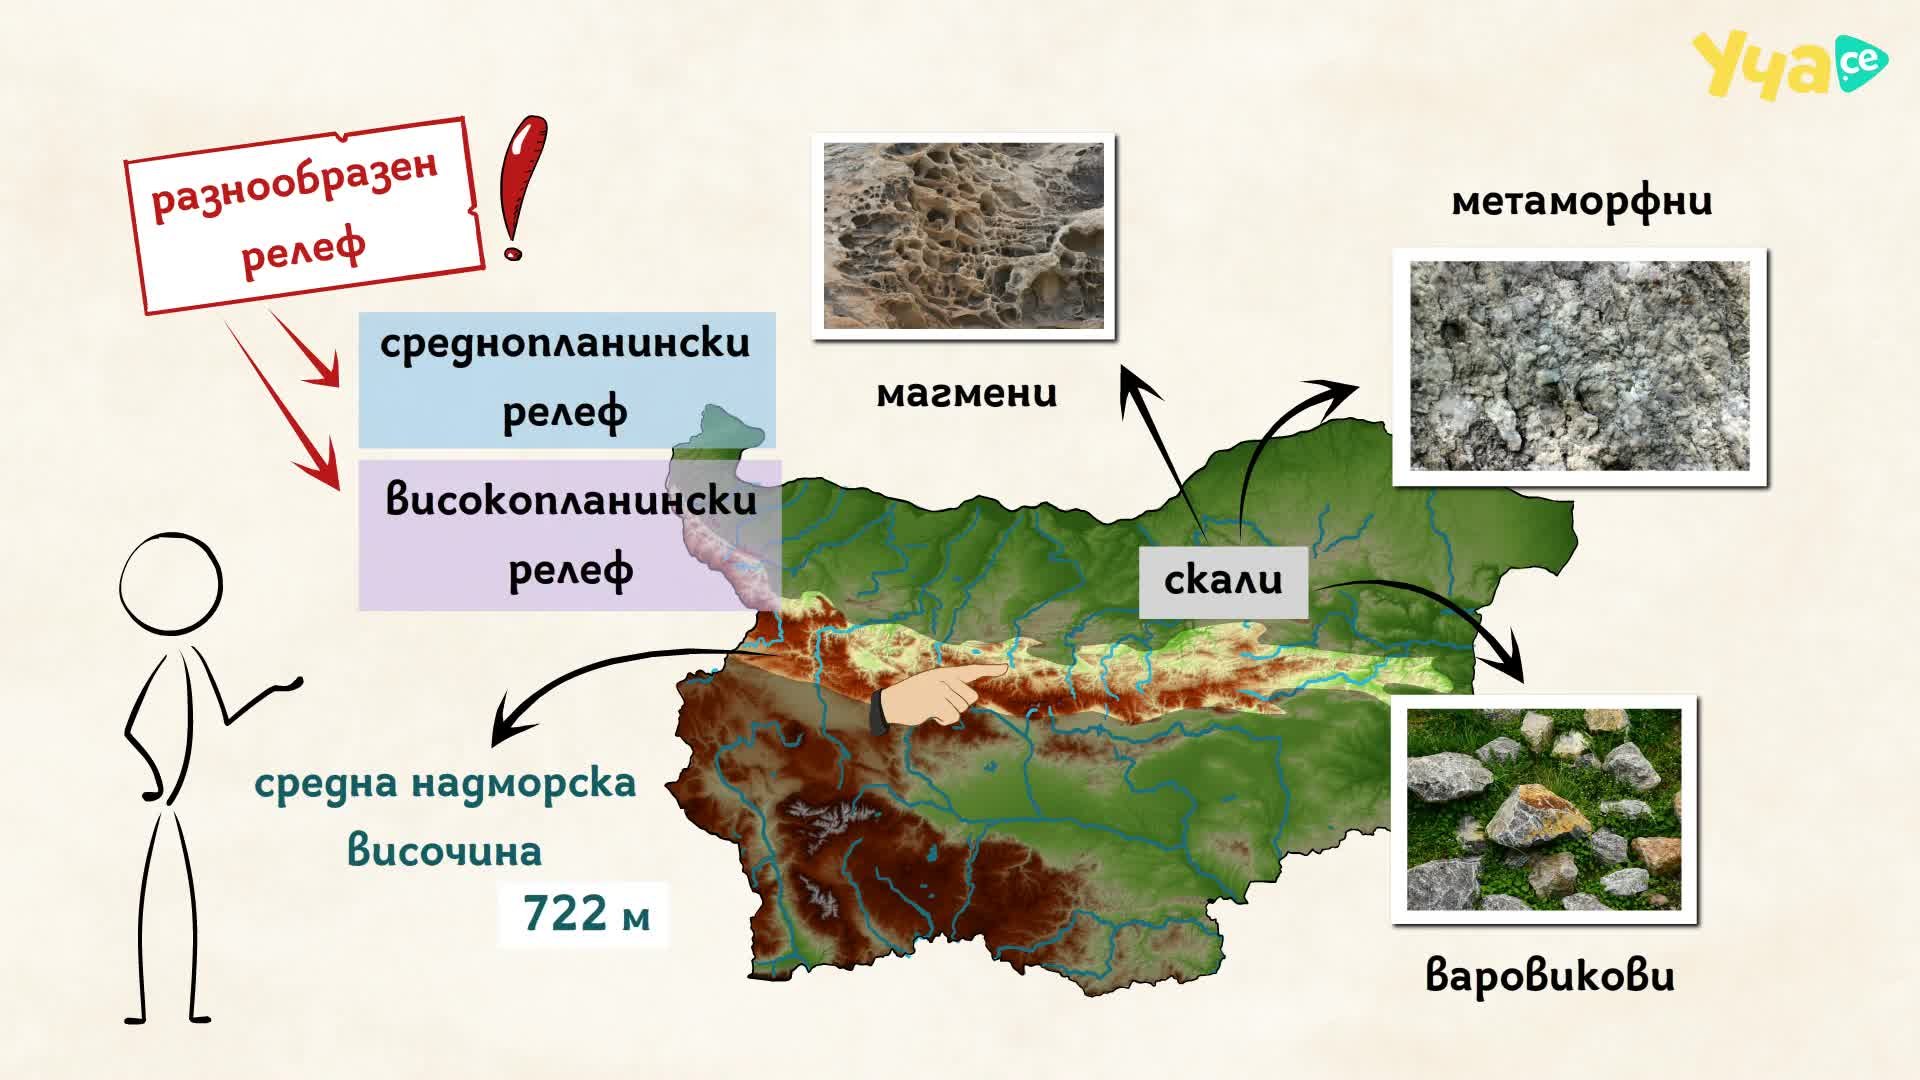 Уча.се
разнообразен
релеф
среднопланински
релеф
високопланински
релеф
магмени
метаморфни
скали
средна надморска
височина
722 м
варовикови